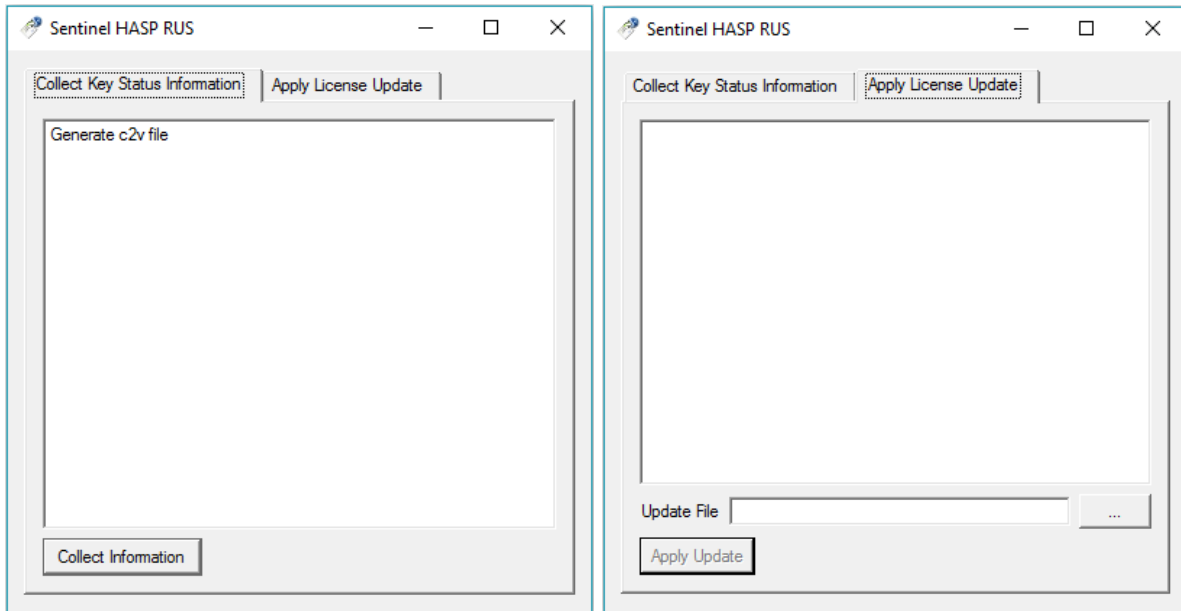 Sentinel HASP RUS
Collect Key Status Information
Apply License Update
Generate c2v file
Collect Information
Sentinel HASP RUS
Collect Key Status Information
Apply License Update
Update File
...
Apply Update